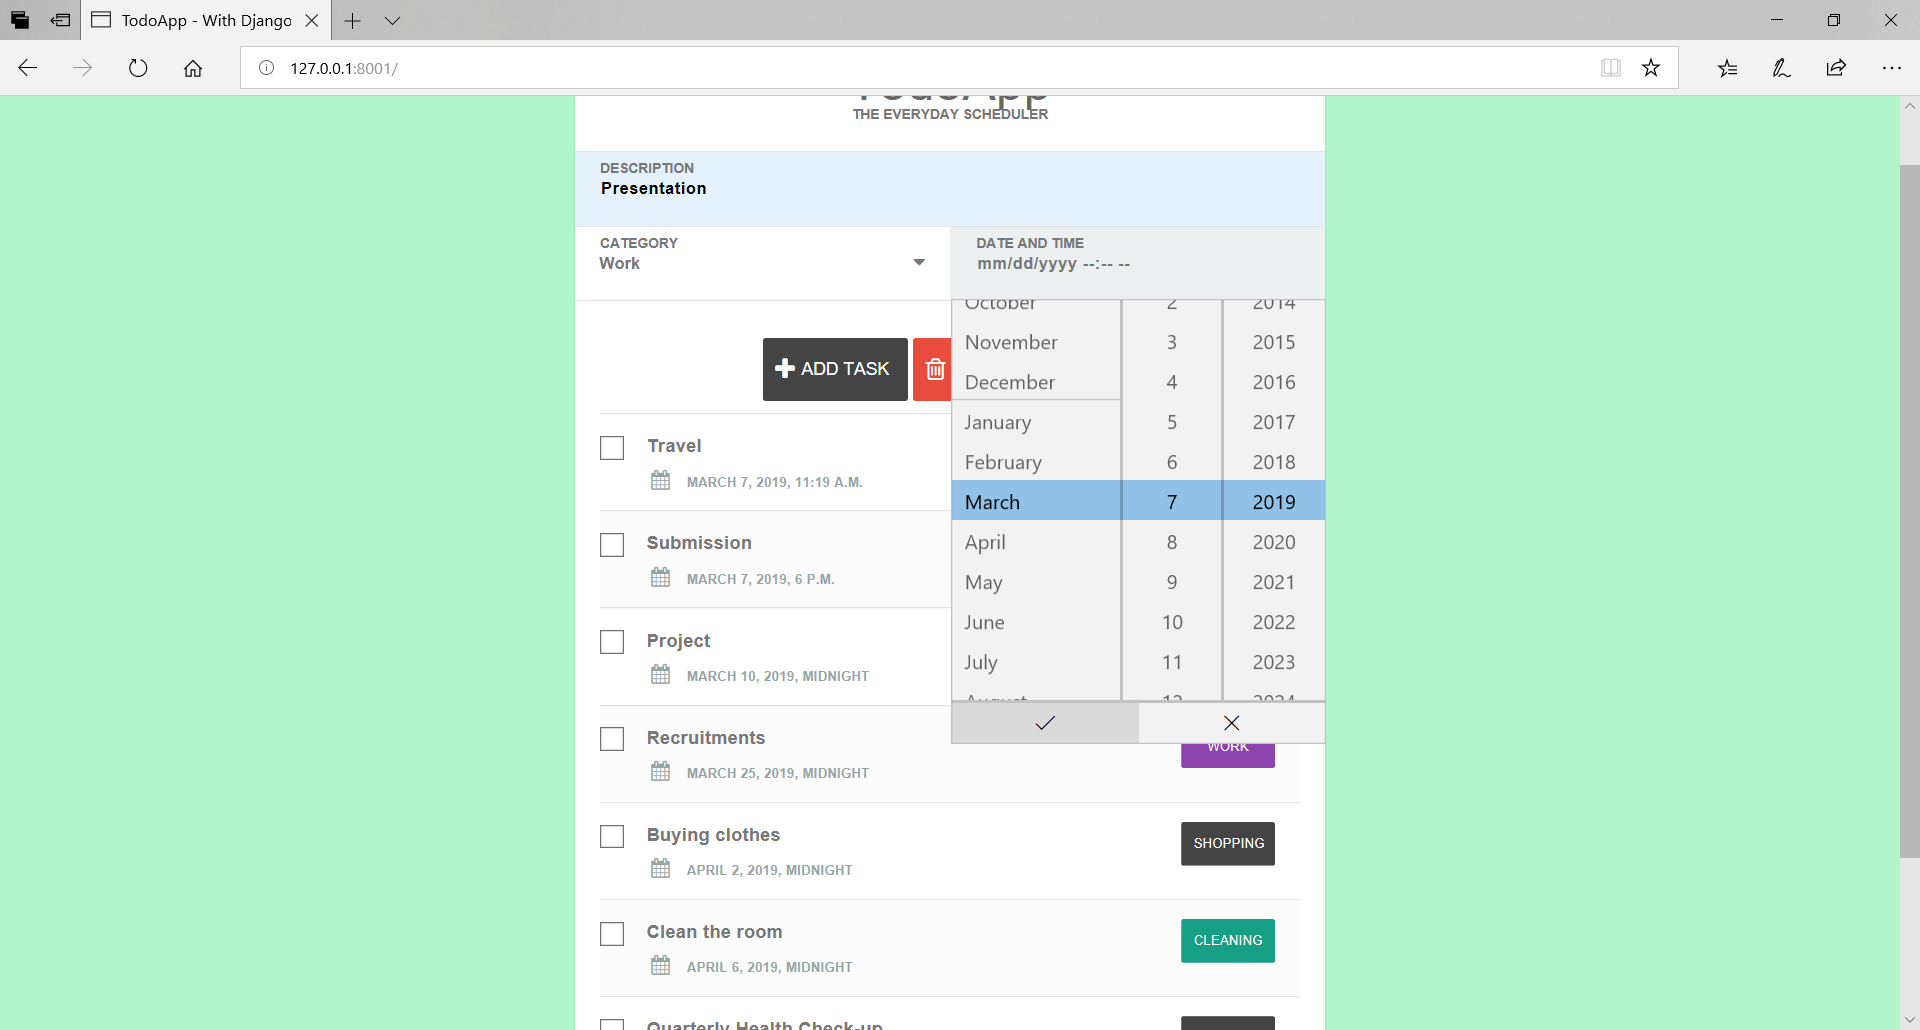 TodoApp - With Django
127.0.0.1:8001/
TodoApp
THE EVERYDAY SCHEDULER
DESCRIPTION
Presentation
CATEGORY
Work
DATE AND TIME
mm/dd/yyyy --:-- --
October 2 2014
November 3 2015
December 4 2016
January 5 2017
February 6 2018
March 7 2019
April 8 2020
May 9 2021
June 10 2022
July 11 2023
August 12 2024
ADD TASK
Travel
MARCH 7, 2019, 11:19 A.M.
Submission
MARCH 7, 2019, 6 P.M.
Project
MARCH 10, 2019, MIDNIGHT
Recruitments
WORK
MARCH 25, 2019, MIDNIGHT
Buying clothes
SHOPPING
APRIL 2, 2019, MIDNIGHT
Clean the room
CLEANING
APRIL 6, 2019, MIDNIGHT
Quarterly Health Check-up